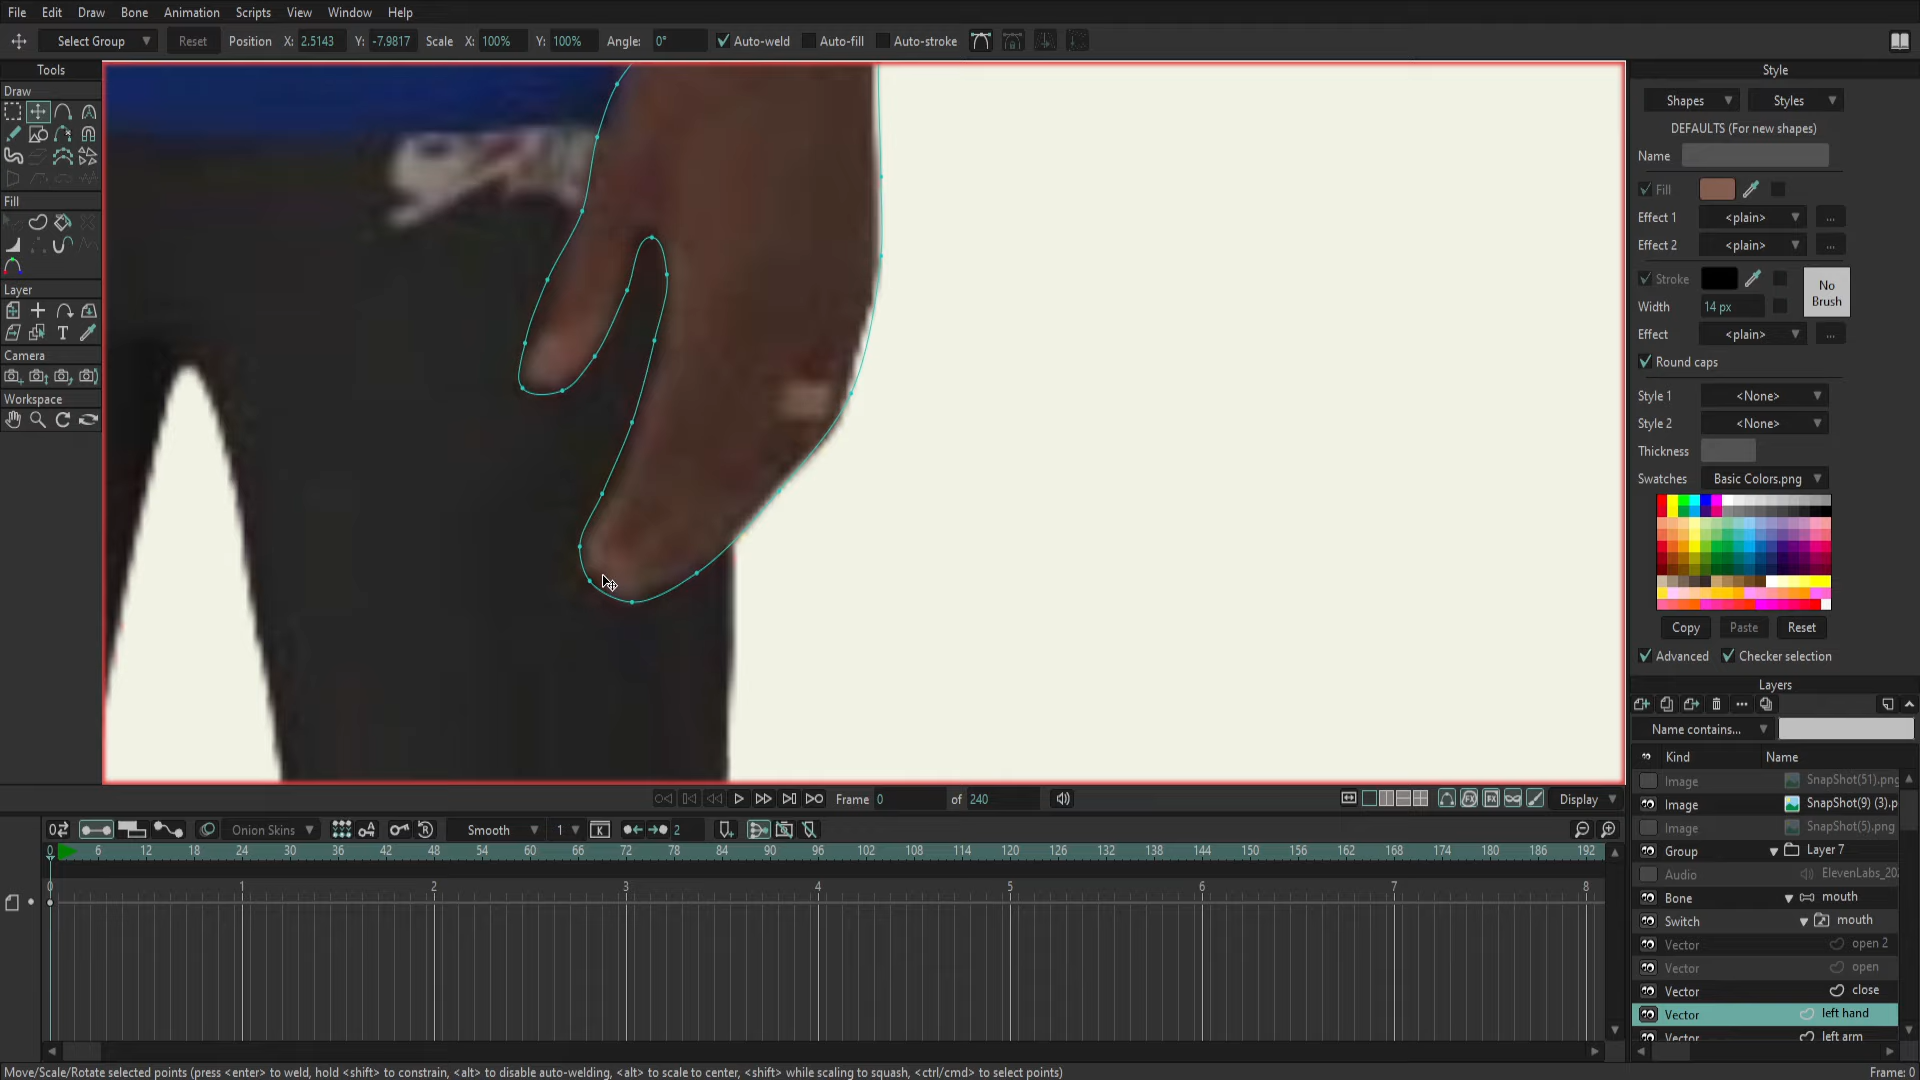 File Edit Draw Bone Animation Scripts View Window Help
Select Group Reset Position X: 2.5143 Y: -7.9817 Scale X: 100% Y: 100% Angle: 0° Auto-weld Auto-fill Auto-stroke
Tools
Draw
Fill
Layer
Camera
Workspace
Style
Shapes Styles
DEFAULTS (For new shapes)
Name
Fill
Effect 1 <plain> ...
Effect 2 <plain> ...
Stroke No Brush
Width 14 px
Effect <plain> ...
Round caps
Style 1 <None>
Style 2 <None>
Thickness
Swatches Basic Colors.png
Copy Paste Reset
Advanced Checker selection
Layers
Name contains...
Kind Name
Image SnapShot(51).png
Image SnapShot(9) (3).p
Image SnapShot(5).png
Group Layer 7
Audio ElevenLabs_20
Bone mouth
Switch mouth
Vector open 2
Vector open
Vector close
Vector left hand
Vector left arm
Frame 0 of 240 Display
Onion Skins Smooth 1 2
0 6 12 18 24 30 36 42 48 54 60 66 72 78 84 90 96 102 108 114 120 126 132 138 144 150 156 162 168 174 180 186 192
0 1 2 3 4 5 6 7 8
Move/Scale/Rotate selected points (press <enter> to weld, hold <shift> to constrain, <alt> to disable auto-welding, <alt> to scale to center, <shift> while scaling to squash, <ctrl/cmd> to select points) Frame: 0